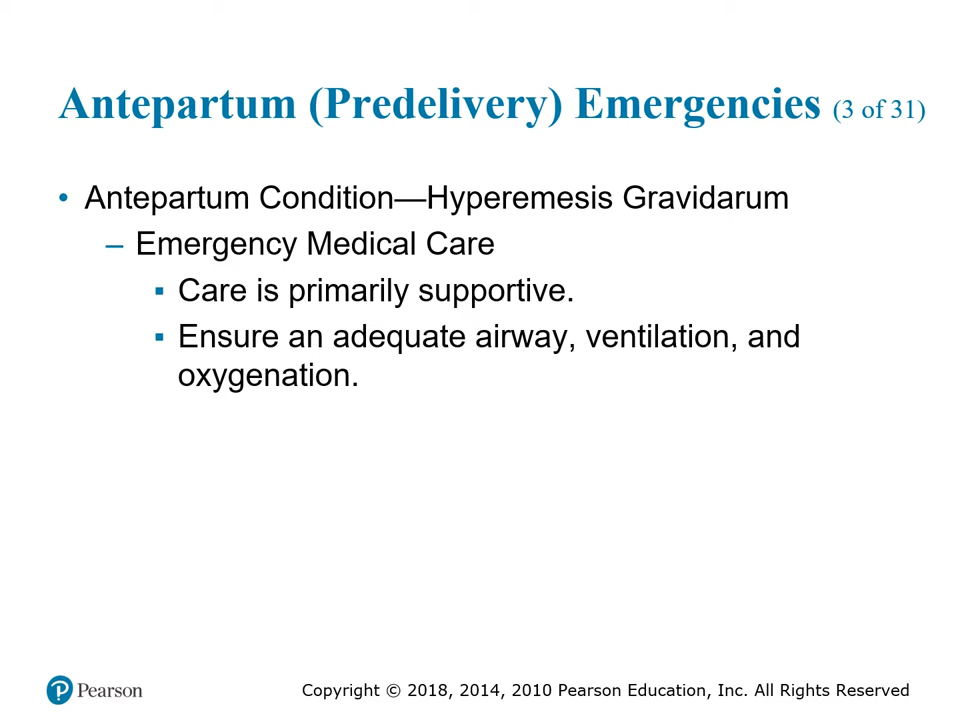 Antepartum (Predelivery) Emergencies (3 of 31)
• Antepartum Condition—Hyperemesis Gravidarum
– Emergency Medical Care
▪ Care is primarily supportive.
▪ Ensure an adequate airway, ventilation, and
oxygenation.
Pearson
Copyright © 2018, 2014, 2010 Pearson Education, Inc. All Rights Reserved